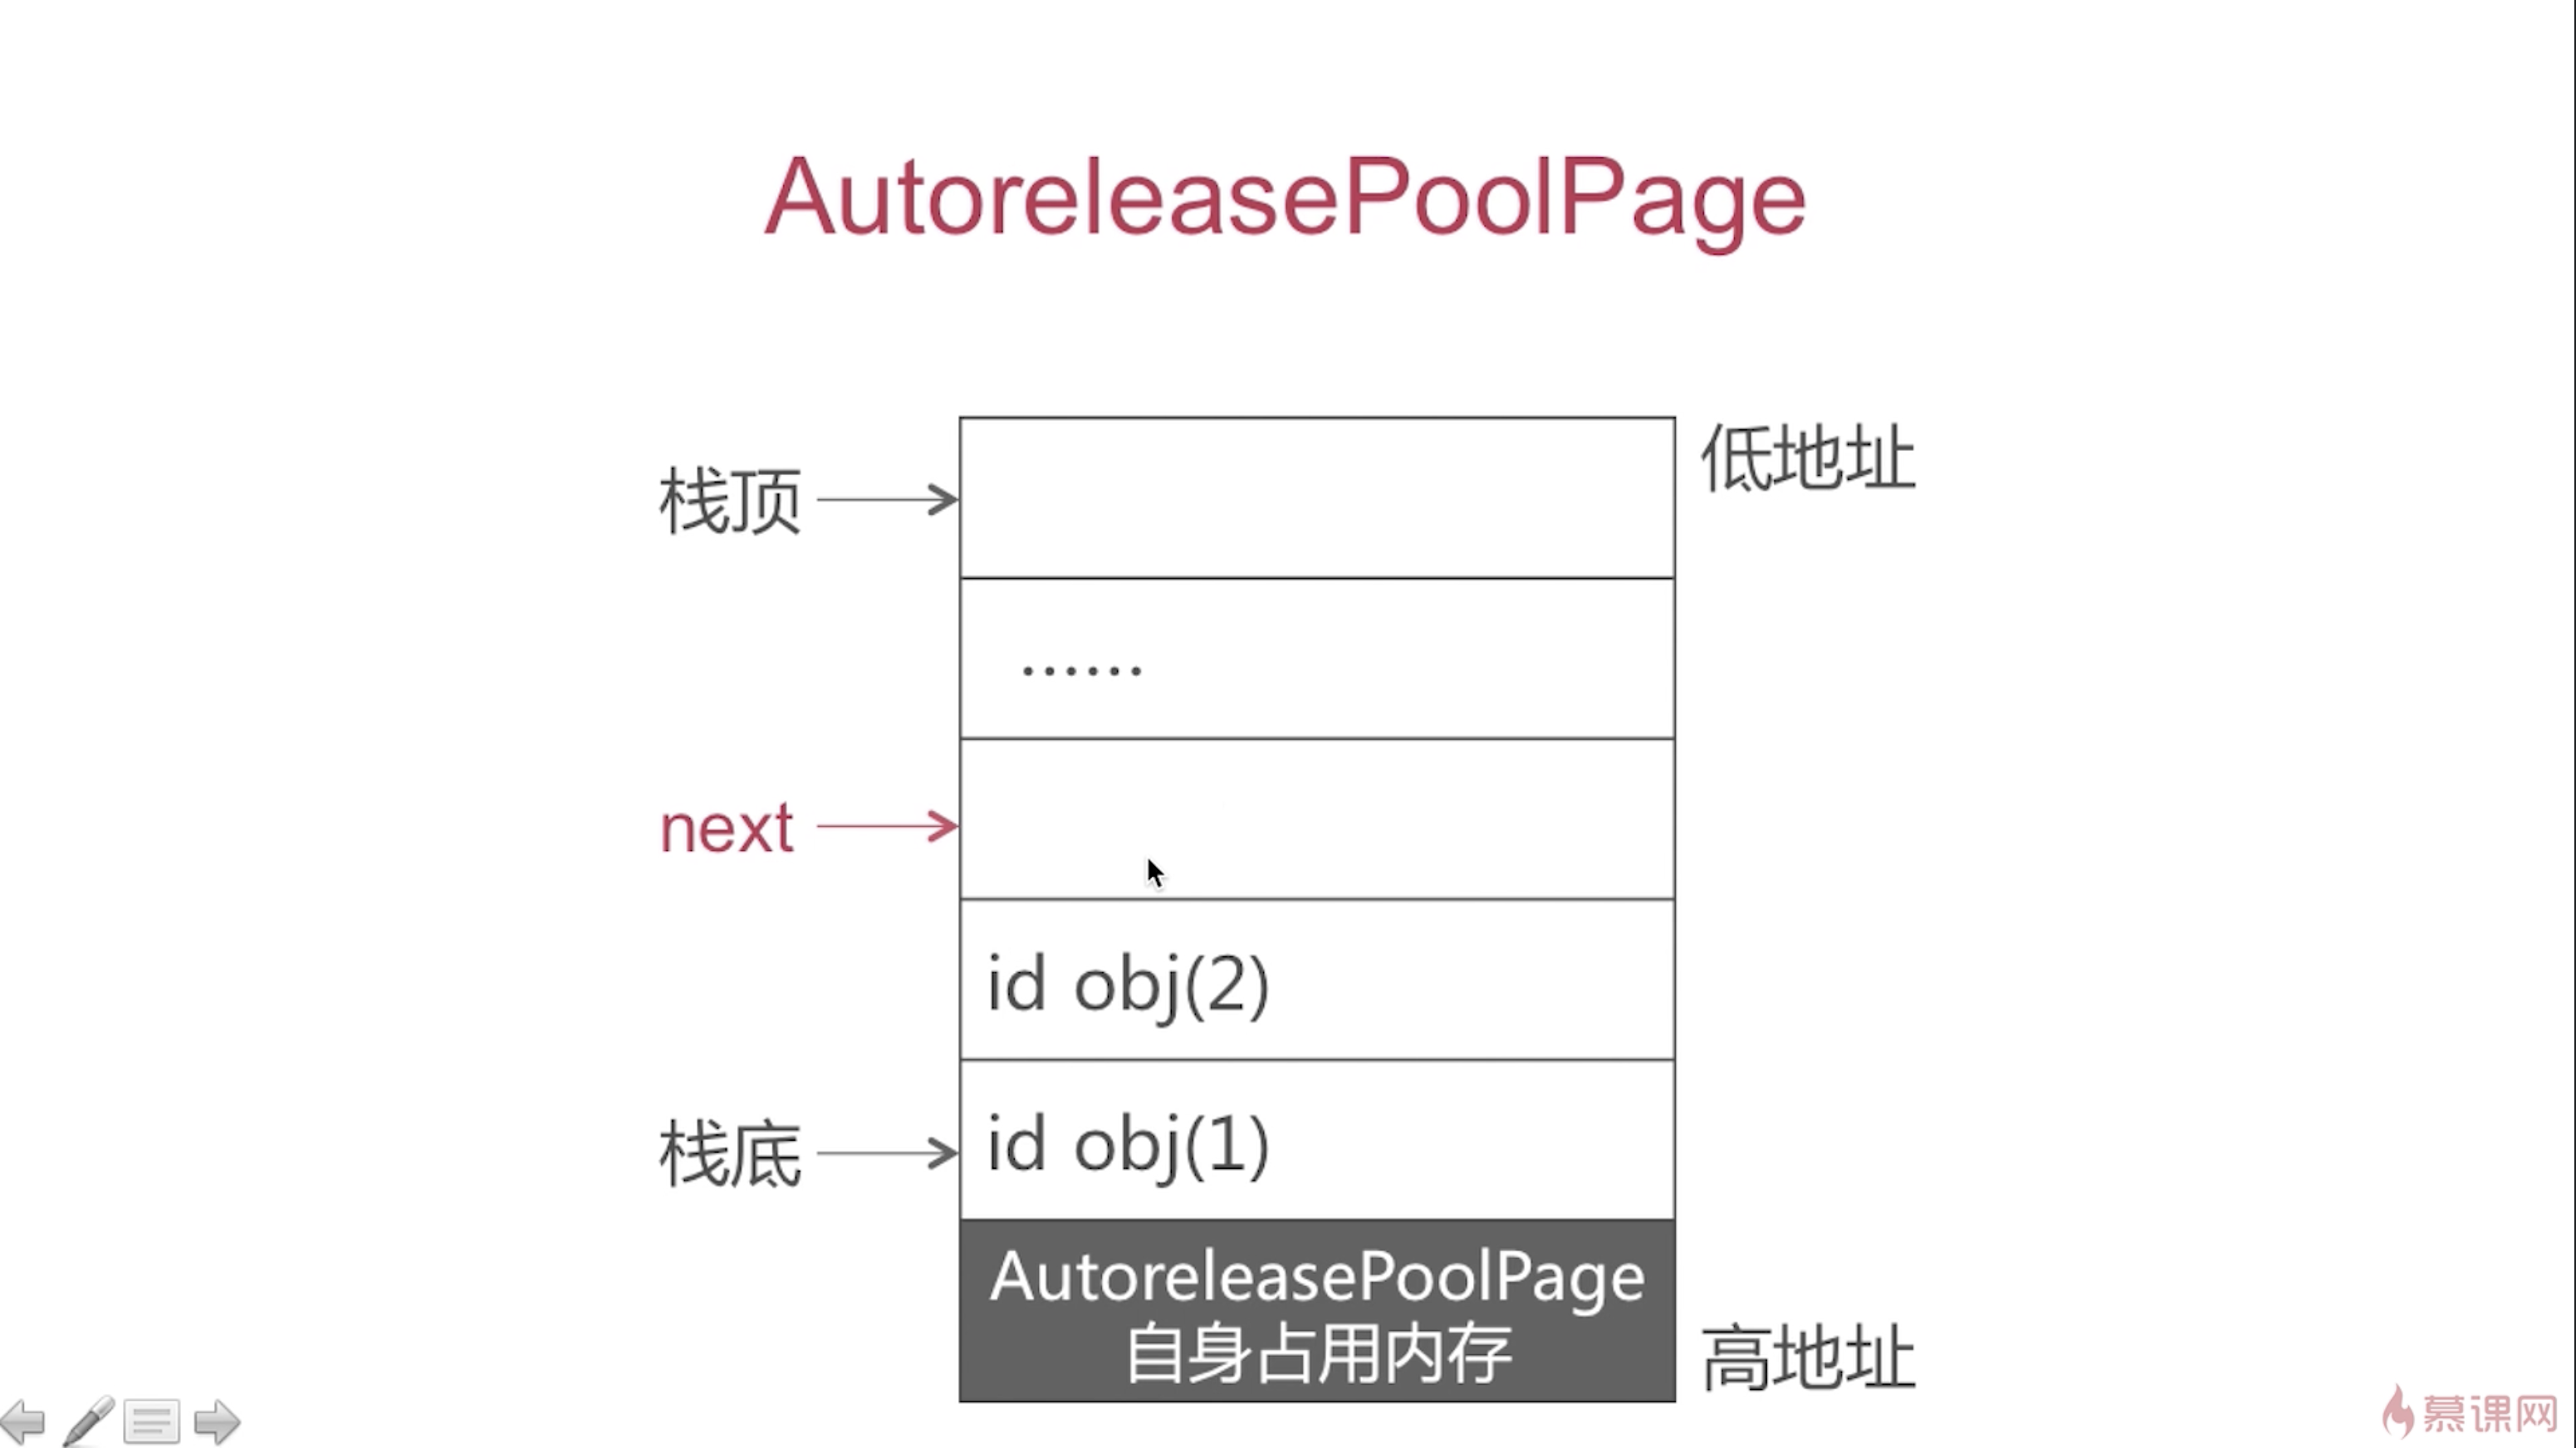 AutoreleasePoolPage
低地址
栈顶
······
next
id obj(2)
栈底
id obj(1)
AutoreleasePoolPage
自身占用内存
高地址
慕课网